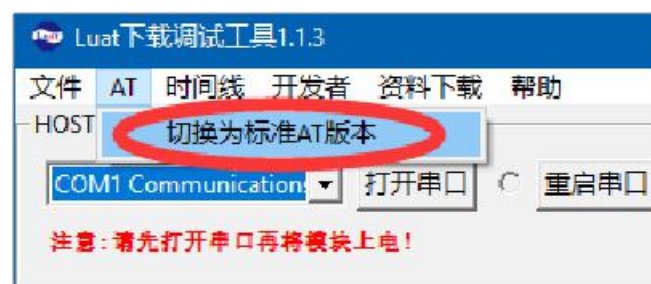 Luat下载调试工具1.1.3
文件 AT 时间线 开发者 资料下载 帮助
切换为标准AT版本
HOST
COM1 Communication 打开串口 重启串口
注意:请先打开串口再将模块上电!